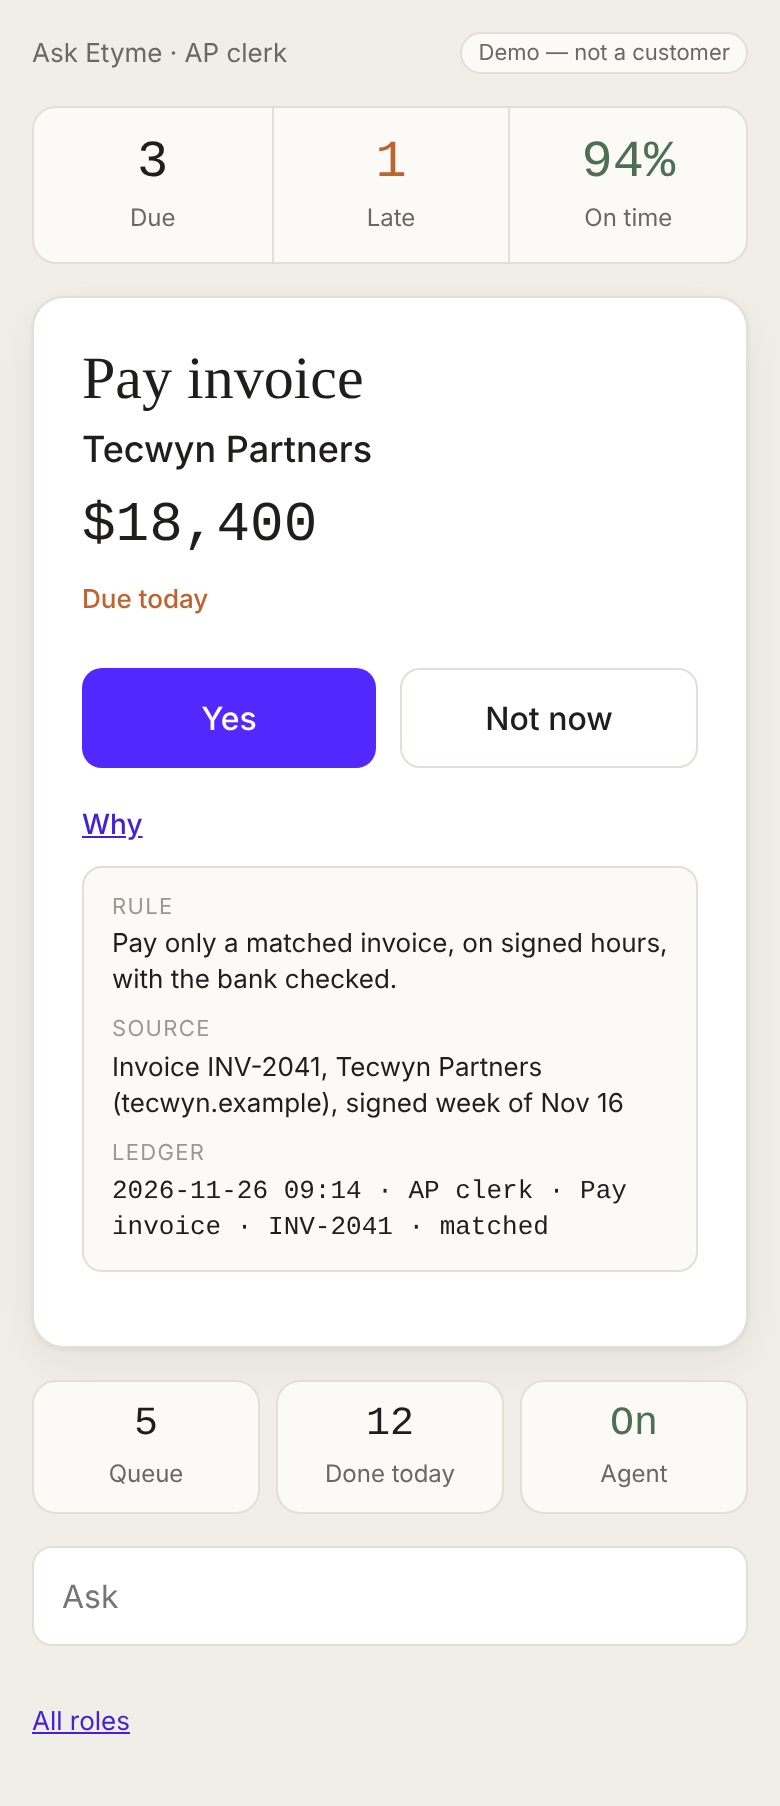 Ask Etyme · AP clerk
Demo — not a customer
3
Due
1
Late
94%
On time
Pay invoice
Tecwyn Partners
$18,400
Due today
Yes
Not now
Why
RULE
Pay only a matched invoice, on signed hours,
with the bank checked.
SOURCE
Invoice INV-2041, Tecwyn Partners
(tecwyn.example), signed week of Nov 16
LEDGER
2026-11-26 09:14 · AP clerk · Pay
invoice · INV-2041 · matched
5
Queue
12
Done today
On
Agent
Ask
All roles